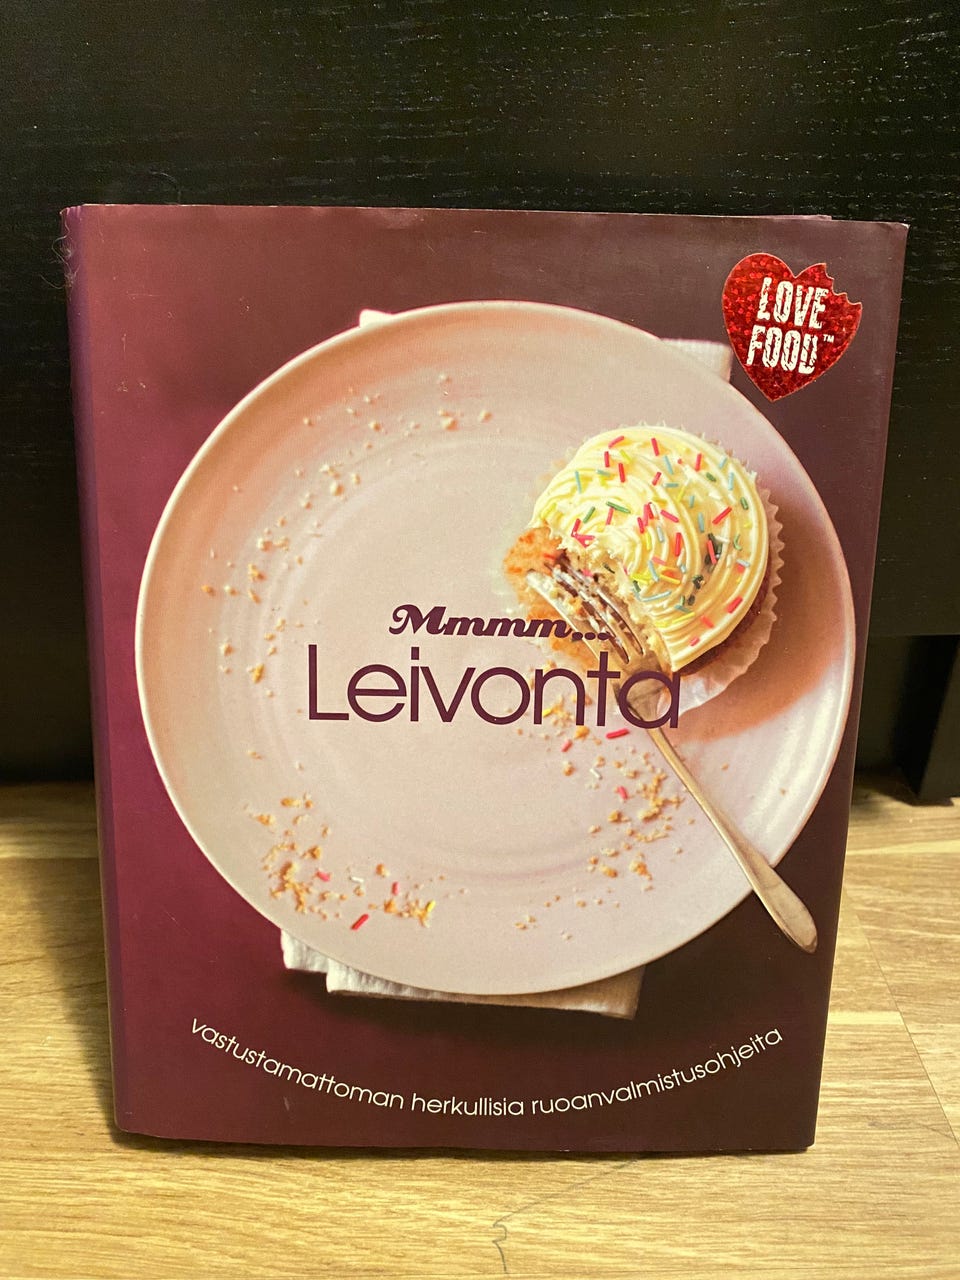 LOVE
FOOD™
Mmmm...
Leivonta
vastustamattoman herkullisia ruoanvalmistusohjeita